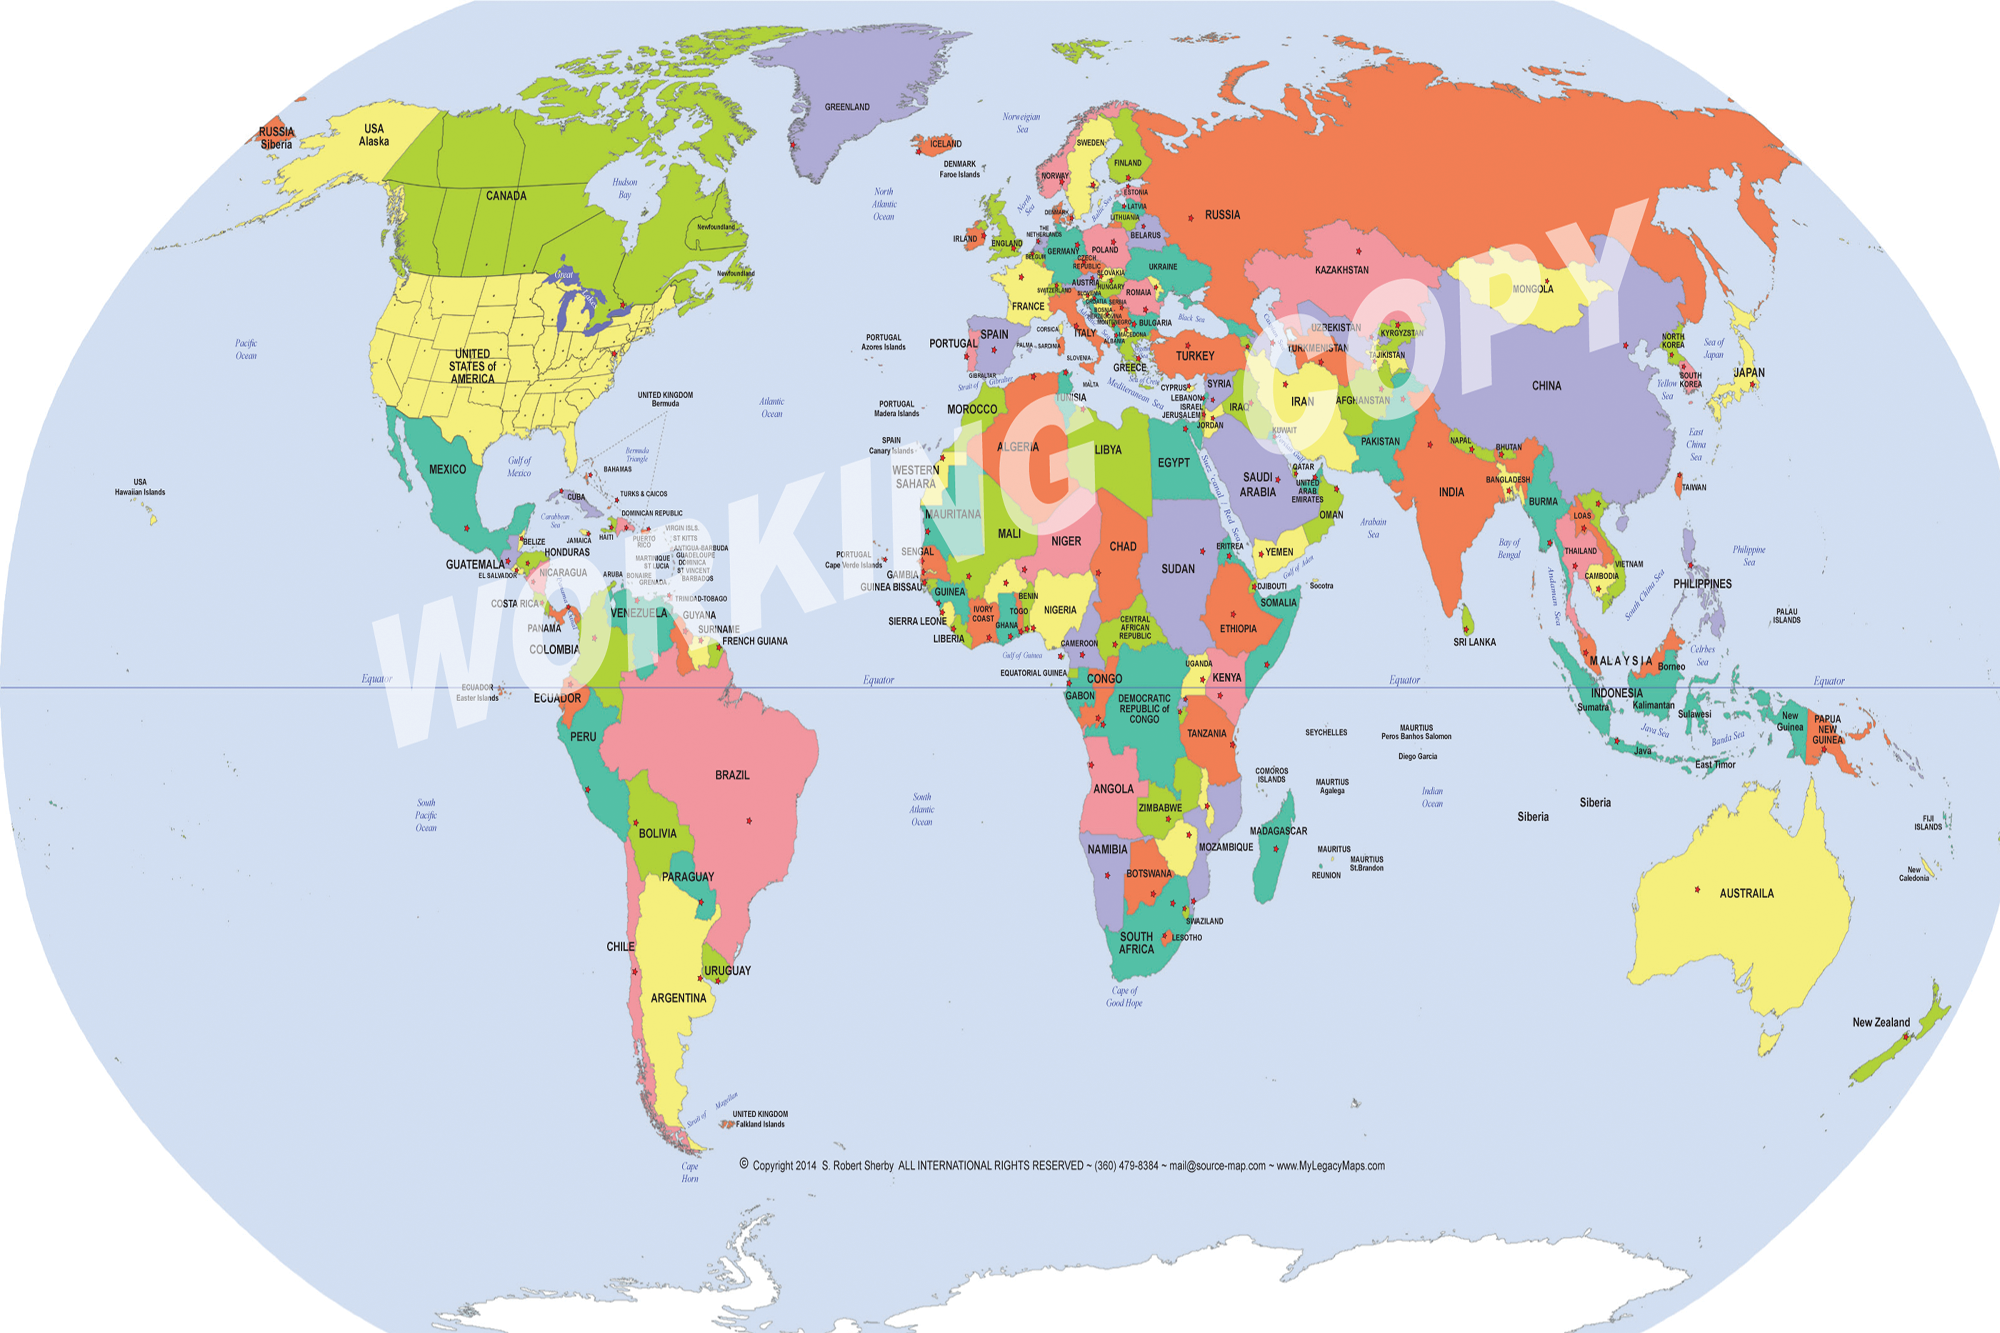 RUSSIA
Siberia
USA
Alaska
GREENLAND
ICELAND
DENMARK
Faroe Islands
Norweigian
Sea
CANADA
Hudson
Bay
Newfoundland
Newfoundland
North
Atlantic
Ocean
Great
Lakes
Pacific
Ocean
UNITED
STATES of
AMERICA
UNITED KINGDOM
Bermuda
Atlantic
Ocean
USA
Hawaiian Islands
MEXICO
Gulf of
Mexico
Bermuda
Triangle
BAHAMAS
CUBA
TURKS & CAICOS
DOMINICAN REPUBLIC
Caribbean
Sea
JAMAICA
HAITI
PUERTO
RICO
VIRGIN ISLS.
ST KITTS
ANTIGUA-BARBUDA
GUADELOUPE
DOMINICA
MARTINIQUE
ST LUCIA
ST VINCENT
BARBADOS
BELIZE
HONDURAS
GUATEMALA
EL SALVADOR
NICARAGUA
ARUBA
BONAIRE
GRENADA
TRINIDAD-TOBAGO
COSTA RICA
PANAMA
VENEZUELA
GUYANA
SURINAME
FRENCH GUIANA
COLOMBIA
Equator
ECUADOR
Easter Islands
ECUADOR
PERU
BRAZIL
BOLIVIA
PARAGUAY
CHILE
URUGUAY
ARGENTINA
South
Pacific
Ocean
South
Atlantic
Ocean
Strait of Magellan
UNITED KINGDOM
Falkland Islands
Cape
Horn
NORWAY
SWEDEN
FINLAND
ESTONIA
LATVIA
LITHUANIA
Baltic Sea
North
Sea
DENMARK
IRLAND
ENGLAND
THE
NETHERLANDS
BELGUR
GERMANY
POLAND
BELARUS
CZECH
REPUBLIC
SLOVAKIA
UKRAINE
FRANCE
SWITZERLAND
AUSTRIA
HUNGARY
SLOVENIA
CROATIA
SERBIA
BOSNIA
HERZEGOVINA
MONTENEGRO
ROMAIA
BULGARIA
MACEDONIA
ALBANIA
Black Sea
ITALY
CORSICA
PALMA
SARDINIA
SLOVENIA
SPAIN
PORTUGAL
GIBRALTAR
Strait of Gibralter
GREECE
Sea of Crete
Mediteranean Sea
MALTA
TURKEY
CYPRUS
LEBANON
ISRAEL
JERUSALEM
SYRIA
JORDAN
IRAQ
IRAN
KUWAIT
PORTUGAL
Azores Islands
PORTUGAL
Madera Islands
SPAIN
Canary Islands
PORTUGAL
Cape Verde Islands
MOROCCO
ALGERIA
TUNISIA
LIBYA
EGYPT
Suez canal / Red Sea
WESTERN
SAHARA
MAURITANA
MALI
NIGER
CHAD
SUDAN
ERITREA
SENGAL
GAMBIA
GUINEA BISSAU
GUINEA
SIERRA LEONE
LIBERIA
IVORY
COAST
GHANA
TOGO
BENIN
NIGERIA
Gulf of Guinea
CAMEROON
CENTRAL
AFRICAN
REPUBLIC
ETHIOPIA
DJIBOUTI
SOMALIA
EQUATORIAL GUINEA
GABON
CONGO
DEMOCRATIC
REPUBLIC of
CONGO
UGANDA
KENYA
TANZANIA
Equator
ANGOLA
ZIMBABWE
NAMIBIA
BOTSWANA
MOZAMBIQUE
SOUTH
AFRICA
SWAZILAND
LESOTHO
Cape of
Good Hope
MADAGASCAR
COMOROS
ISLANDS
SEYCHELLES
MAURTIUS
Peros Banhos Salomon
Diego Garcia
MAURTIUS
Agalega
MAURITUS
MAURTIUS
St.Brandon
REUNION
Indian
Ocean
RUSSIA
KAZAKHSTAN
UZBEKISTAN
TURKMENISTAN
KYRGYZSTAN
TAJIKISTAN
AFGHANISTAN
PAKISTAN
SAUDI
ARABIA
QATAR
UNITED
ARAB
EMIRATES
OMAN
YEMEN
Gulf of Aden
Socotra
Arabain
Sea
INDIA
NAPAL
BHUTAN
BANGLADESH
BURMA
Bay of
Bengal
Andaman Sea
SRI LANKA
MONGOLA
CHINA
NORTH
KOREA
SOUTH
KOREA
Sea of
Japan
JAPAN
Yellow
Sea
East
China
Sea
TAIWAN
LOAS
THAILAND
VIETNAM
CAMBODIA
South China Sea
PHILIPPINES
Philippine
Sea
PALAU
ISLANDS
MALAYSIA
Borneo
Celrbes
Sea
Equator
Equator
INDONESIA
Sumatra
Kalimantan
Sulawesi
Java Sea
Banda Sea
Java
East Timor
New
Guinea
PAPUA
NEW
GUINEA
Siberia
Siberia
AUSTRAILA
FIJI
ISLANDS
New
Caledonia
New Zealand
WORKING COPY
© Copyright 2014 S. Robert Sherby ALL INTERNATIONAL RIGHTS RESERVED ~ (360) 479-8384 ~ mail@source-map.com ~ www.MyLegacyMaps.com